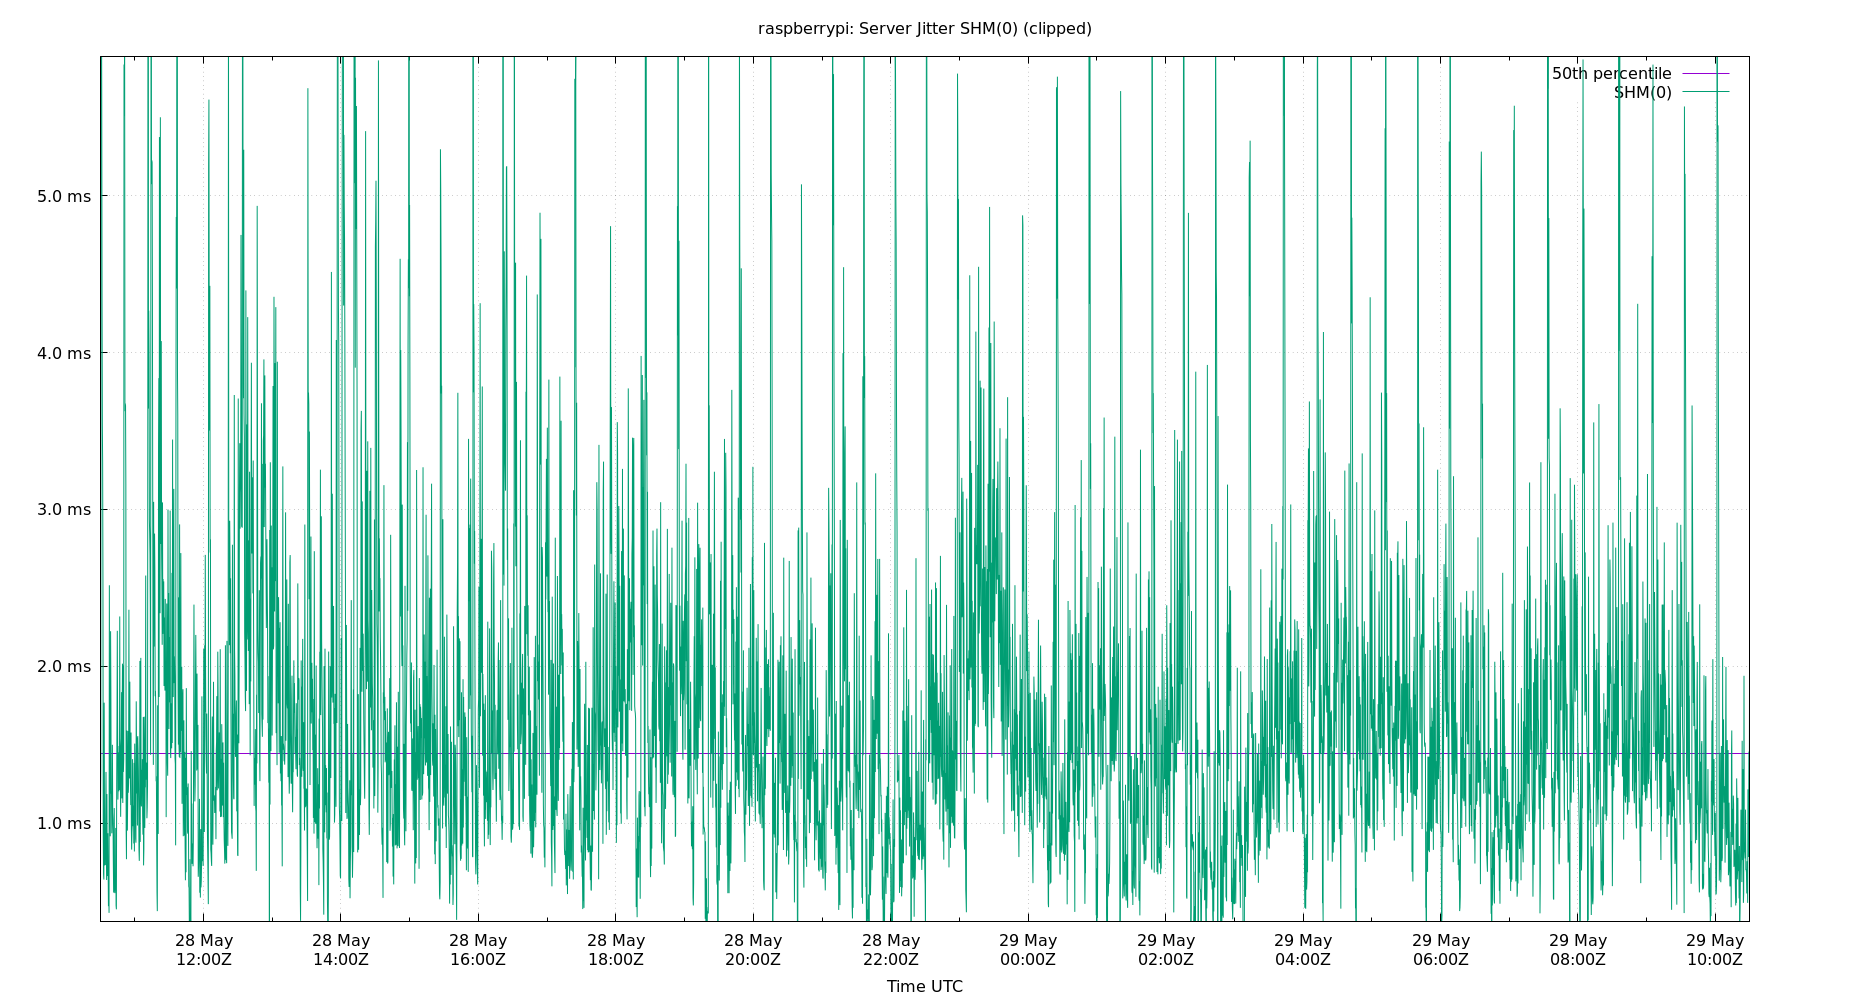 raspberrypi: Server Jitter SHM(0) (clipped)
50th percentile
SHM(0)
5.0 ms
4.0 ms
3.0 ms
2.0 ms
1.0 ms
28 May 28 May 28 May 28 May 28 May 28 May 29 May 29 May 29 May 29 May 29 May 29 May
12:00Z 14:00Z 16:00Z 18:00Z 20:00Z 22:00Z 00:00Z 02:00Z 04:00Z 06:00Z 08:00Z 10:00Z
Time UTC